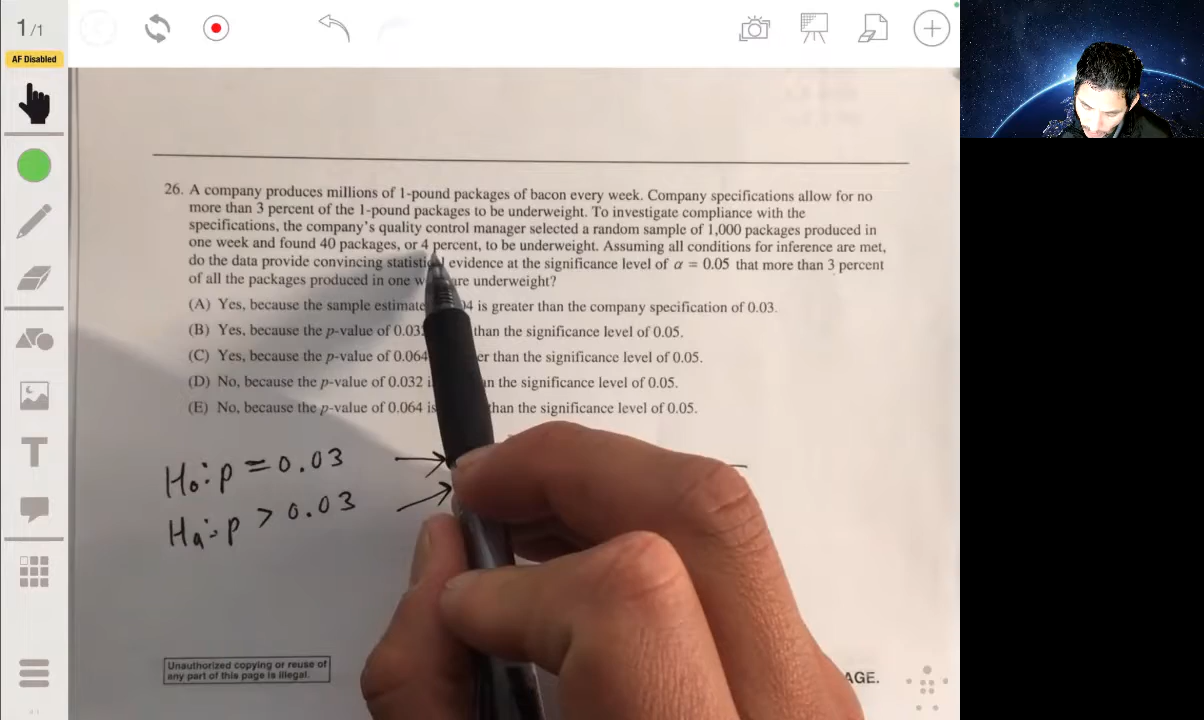 1/1
AF Disabled
26. A company produces millions of 1-pound packages of bacon every week. Company specifications allow for no
more than 3 percent of the 1-pound packages to be underweight. To investigate compliance with the
specifications, the company's quality control manager selected a random sample of 1,000 packages produced in
one week and found 40 packages, or 4 percent, to be underweight. Assuming all conditions for inference are met,
do the data provide convincing statistical evidence at the significance level of α = 0.05 that more than 3 percent
of all the packages produced in one are underweight?
(A) Yes, because the sample estimate is greater than the company specification of 0.03.
(B) Yes, because the p-value of than the significance level of 0.05.
(C) Yes, because the p-value of 0.064 than the significance level of 0.05.
(D) No, because the p-value of 0.032 the significance level of 0.05.
(E) No, because the p-value of 0.064 is than the significance level of 0.05.
H₀: p = 0.03
Hₐ: p > 0.03
Unauthorized copying or reuse of
any part of this page is illegal.
AGE.
T